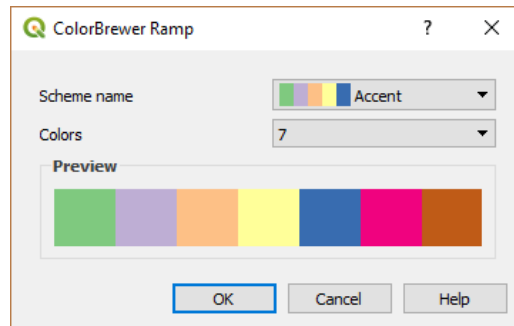 ColorBrewer Ramp ?
Scheme name Accent
Colors 7
Preview
OK Cancel Help